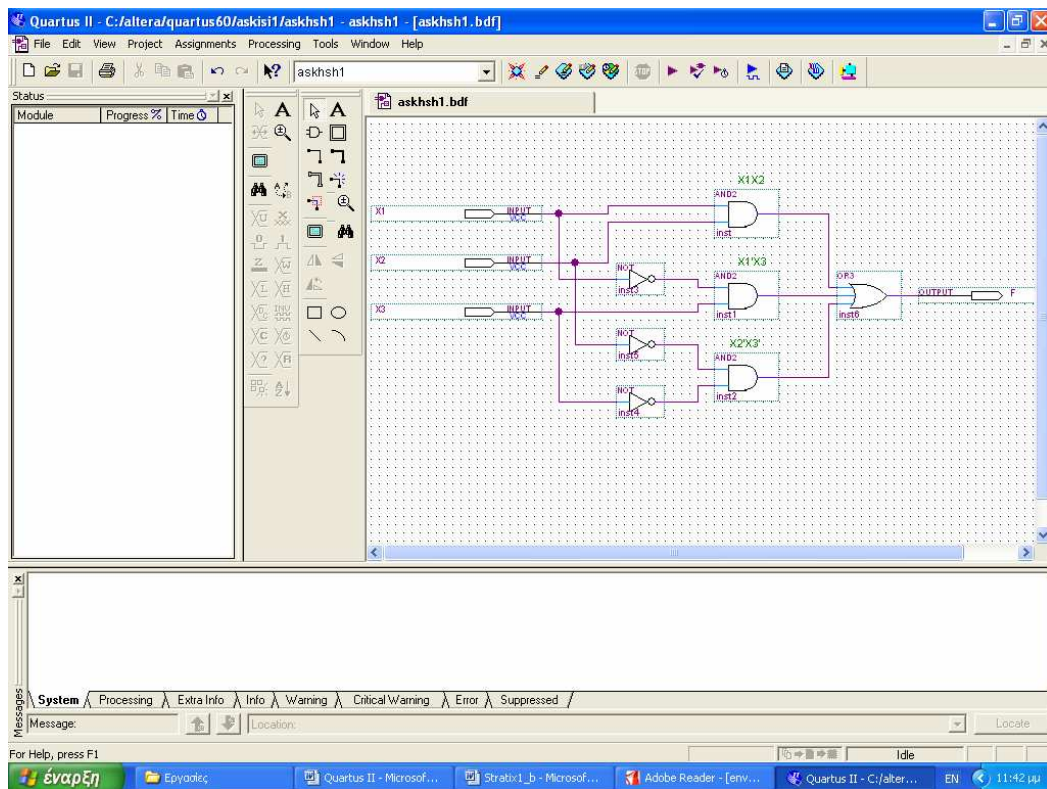 Quartus II - C:/altera/quartus60/askisi1/askhsh1 - askhsh1 - [askhsh1.bdf]
File Edit View Project Assignments Processing Tools Window Help
askhsh1
Status
Module Progress % Time
askhsh1.bdf
X1X2
AND2
X1 INPUT
VCC
inst
X2 INPUT
VCC
NOT
inst3
X1'X3
AND2
inst1
OR3
inst6
OUTPUT F
X3 INPUT
VCC
NOT
inst5
X2'X3'
AND2
inst2
NOT
inst4
Messages
System Processing Extra Info Info Warning Critical Warning Error Suppressed
Message: Location: Locate
For Help, press F1 Idle
έναρξη Εργασίες Quartus II - Microsof... Stratix1_b - Microsof... Adobe Reader - [env... Quartus II - C:/alter... EN 11:42 μμ